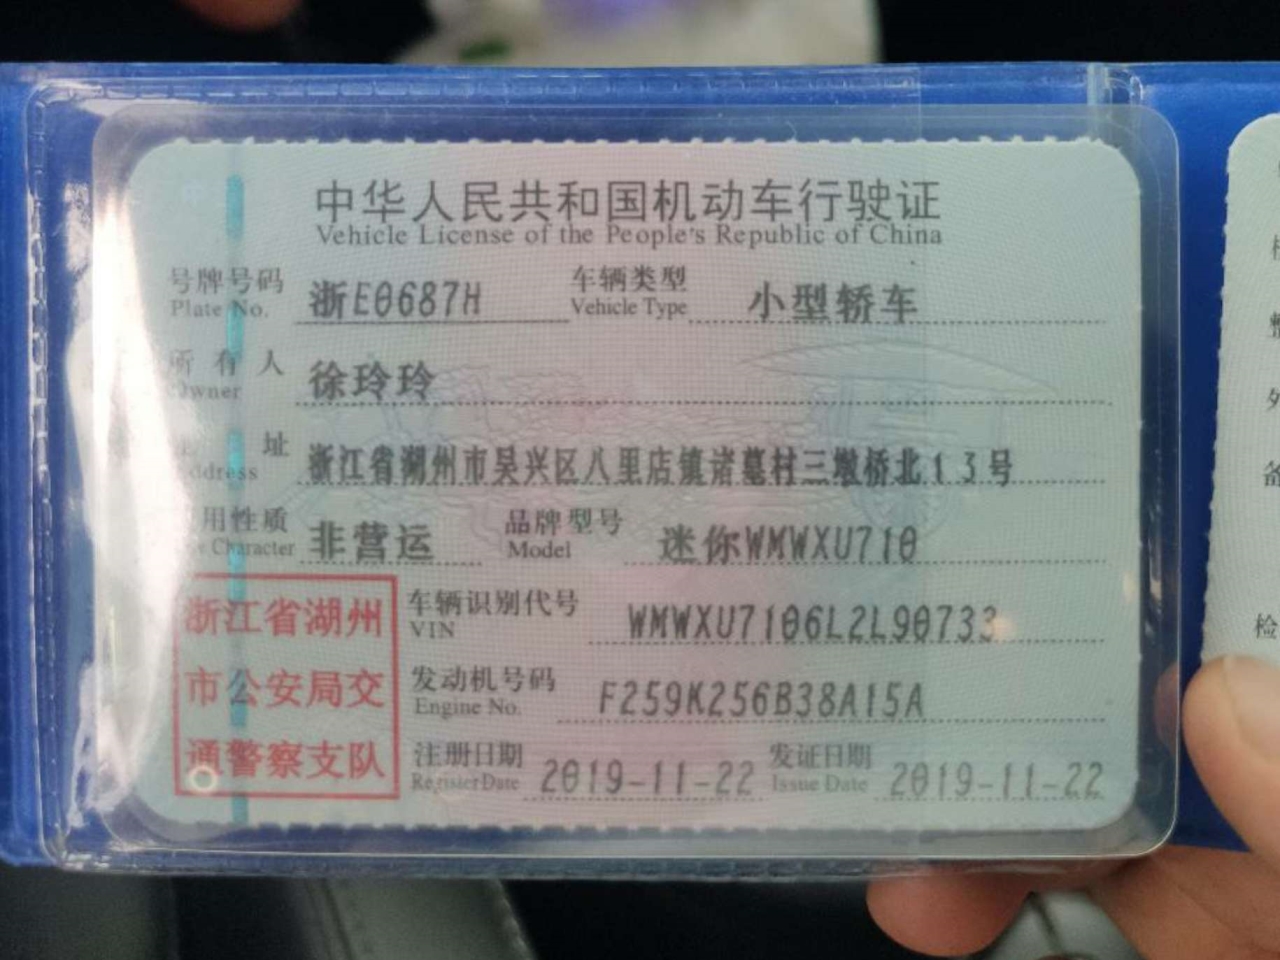 中华人民共和国机动车行驶证
Vehicle License of the People's Republic of China
号牌号码 浙E0687H 车辆类型 小型轿车
Plate No. Vehicle Type
所有人 徐玲玲
Owner
址 浙江省湖州市吴兴区八里店镇诸墓村三墩桥北13号
Address
用性质 非营运 品牌型号 迷你WMWXU710
Character Model
浙江省湖州
市公安局交
通警察支队
车辆识别代号 WMWXU7106L2L90733
VIN
发动机号码 F259K256B38A15A
Engine No.
注册日期 2019-11-22 发证日期 2019-11-22
Register Date Issue Date
检